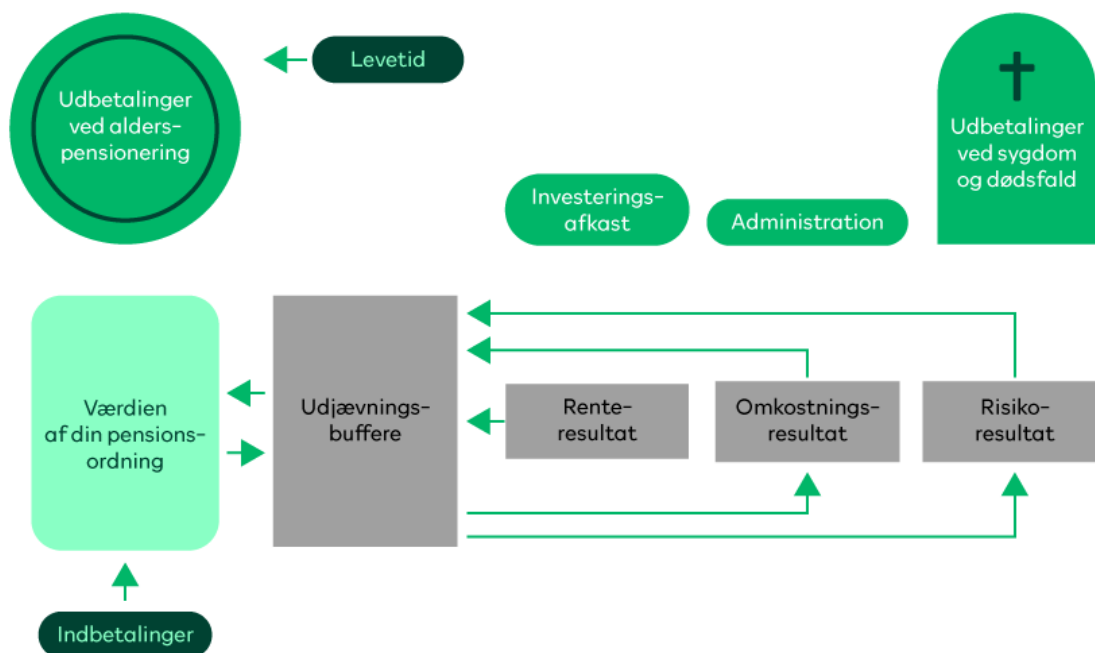 Udbetalinger
ved alders-
pensionering
Levetid
Udbetalinger
ved sygdom
og dødsfald
Investerings-
afkast
Administration
Værdien
af din pensions-
ordning
Udjævnings-
buffere
Rente-
resultat
Omkostnings-
resultat
Risiko-
resultat
Indbetalinger